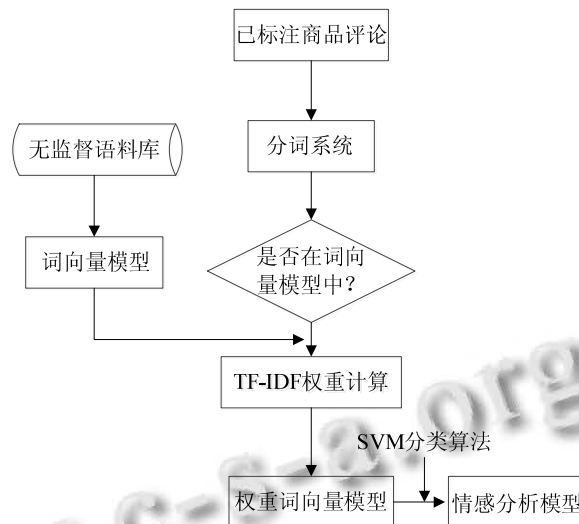 已标注商品评论
分词系统
无监督语料库
词向量模型
是否在词向
量模型中?
TF-IDF权重计算
SVM分类算法
权重词向量模型
情感分析模型
c-s-a.org